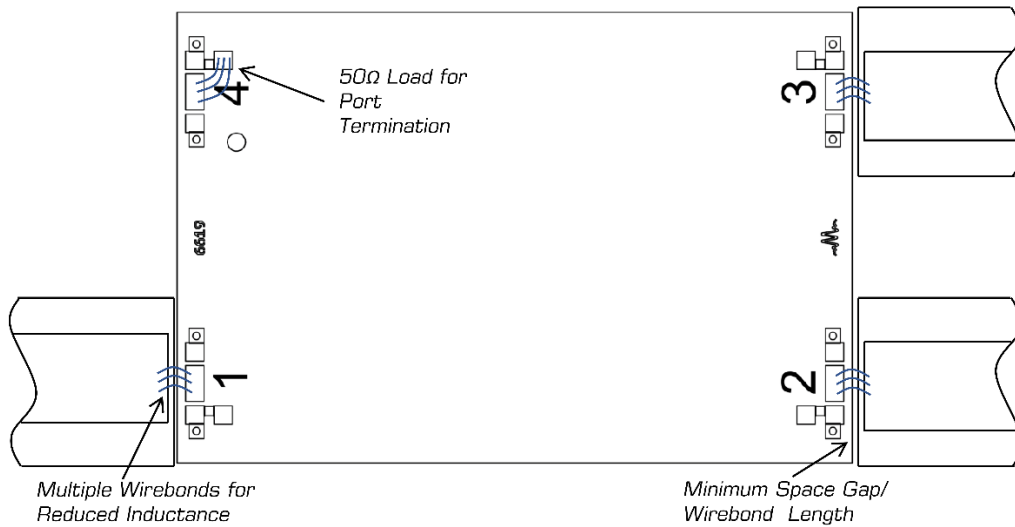 50Ω Load for
Port
Termination
4
3
6619
1
2
Multiple Wirebonds for
Reduced Inductance
Minimum Space Gap/
Wirebond Length